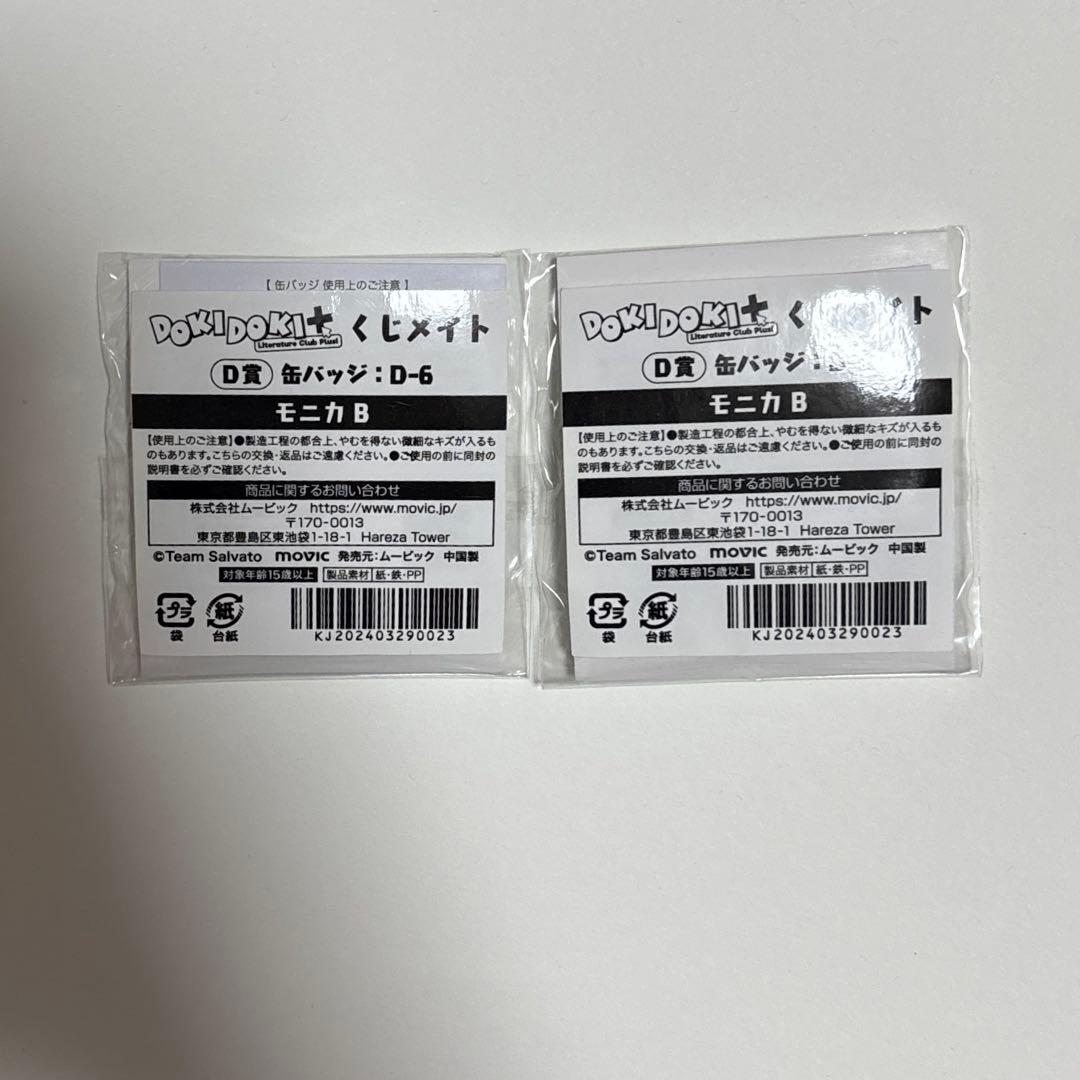 【 缶バッジ 使用上のご注意 】
DOKI DOKI+
Literature Club Plus!
くじメイト
D賞 缶バッジ：D-6
モニカ B
【使用上のご注意】●製造工程の都合上、やむを得ない微細なキズが入るも
のもあります。こちらの交換・返品はご遠慮ください。●ご使用の前に同封の
説明書を必ずご確認ください。
商品に関するお問い合わせ
株式会社ムービック https://www.movic.jp/
〒170-0013
東京都豊島区東池袋1-18-1 Hareza Tower
©Team Salvato movic 発売元：ムービック 中国製
対象年齢15歳以上 製品素材 紙・鉄・PP
プラ
袋
紙
台紙
KJ202403290023
DOKI DOKI+
Literature Club Plus!
く ト
D賞 缶バッジ：
モニカ B
【使用上のご注意】●製造工程の都合上、やむを得ない微細なキズが入るも
のもあります。こちらの交換・返品はご遠慮ください。●ご使用の前に同封の
説明書を必ずご確認ください。
商品に関するお問い合わせ
株式会社ムービック https://www.movic.jp/
〒170-0013
東京都豊島区東池袋1-18-1 Hareza Tower
©Team Salvato movic 発売元：ムービック 中国製
対象年齢15歳以上 製品素材 紙・鉄・PP
プラ
袋
紙
台紙
KJ202403290023